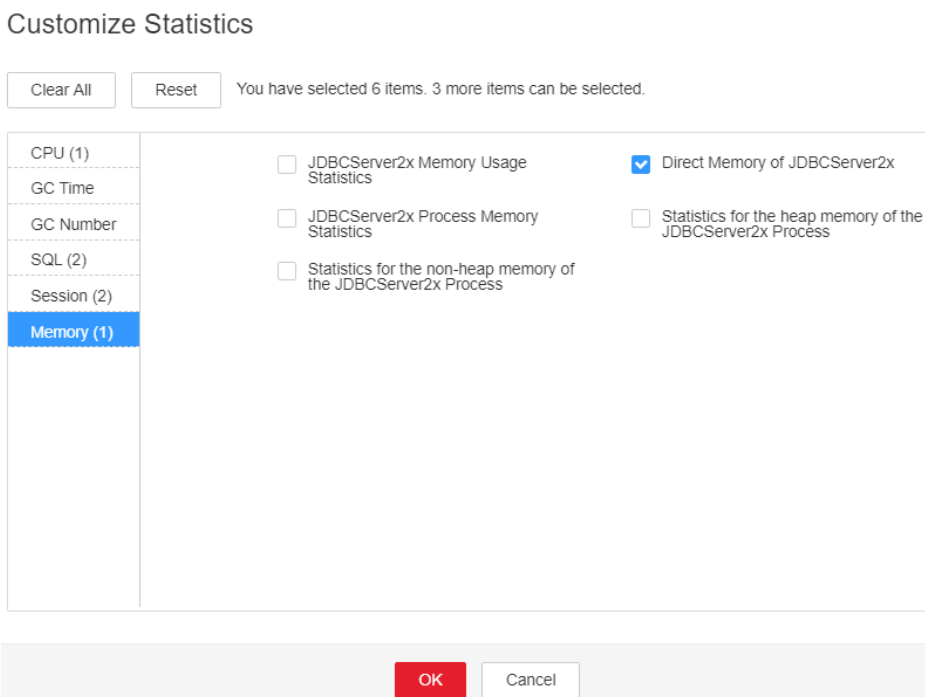 Customize Statistics
Clear All
Reset
You have selected 6 items. 3 more items can be selected.
CPU (1)
GC Time
GC Number
SQL (2)
Session (2)
Memory (1)
JDBCServer2x Memory Usage
Statistics
Direct Memory of JDBCServer2x
JDBCServer2x Process Memory
Statistics
Statistics for the heap memory of the
JDBCServer2x Process
Statistics for the non-heap memory of
the JDBCServer2x Process
OK
Cancel